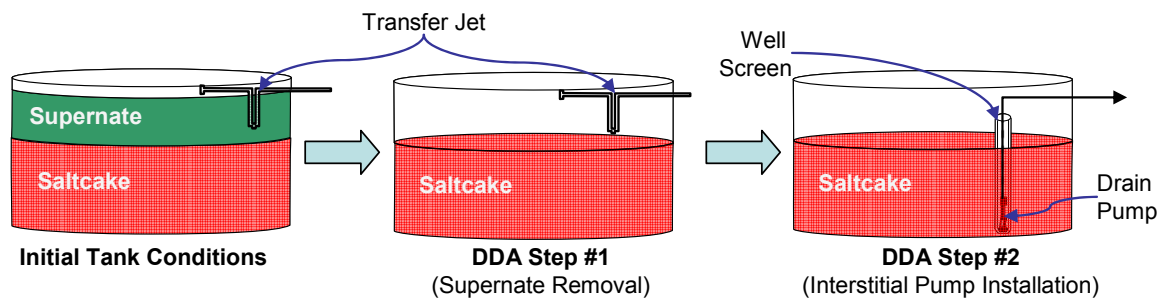 Transfer Jet
Well
Screen
Supernate
Saltcake
Saltcake
Saltcake
Drain
Pump
Initial Tank Conditions
DDA Step #1
(Supernate Removal)
DDA Step #2
(Interstitial Pump Installation)